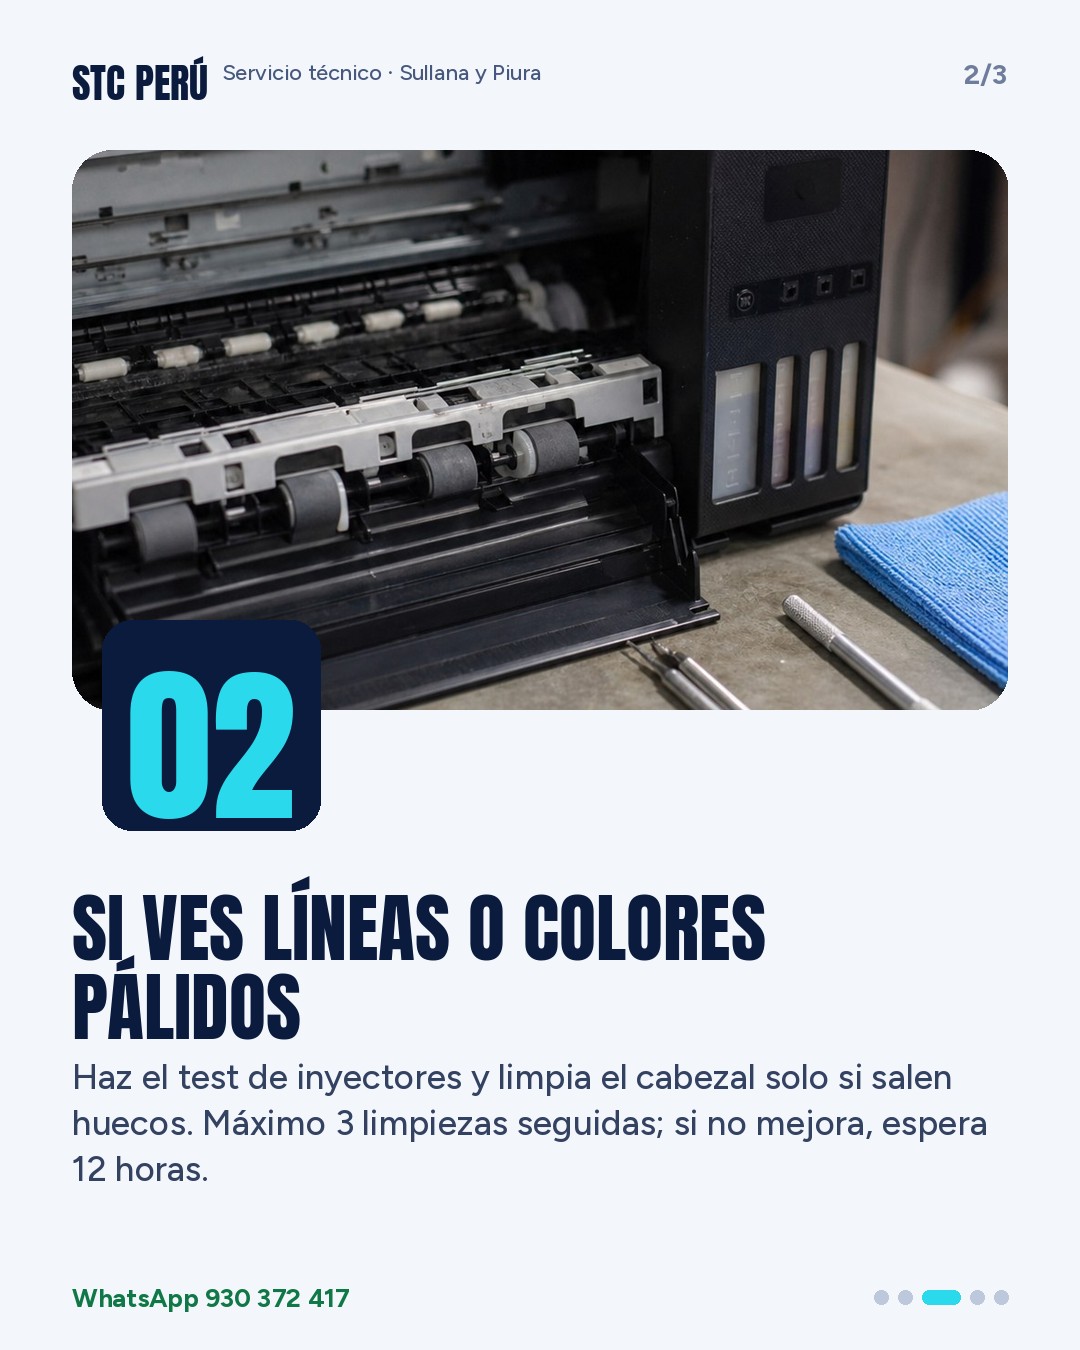 STC PERÚ Servicio técnico · Sullana y Piura
2/3
02
SI VES LÍNEAS O COLORES
PÁLIDOS
Haz el test de inyectores y limpia el cabezal solo si salen
huecos. Máximo 3 limpiezas seguidas; si no mejora, espera
12 horas.
WhatsApp 930 372 417